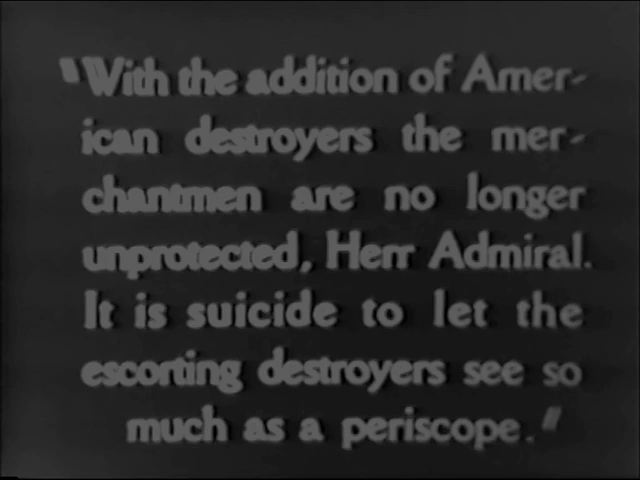 "With the addition of Amer-
ican destroyers the mer-
chantmen are no longer
unprotected, Herr Admiral.
It is suicide to let the
escorting destroyers see so
much as a periscope."